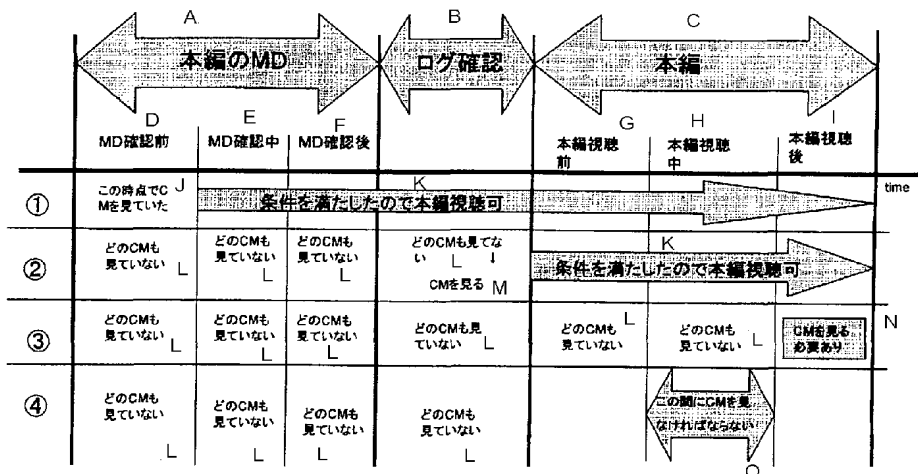 A
B
C
本編のMD
ログ確認
本編
D
E
F
G
H
I
MD確認前
MD確認中
MD確認後
本編視聴
前
本編視聴
中
本編視聴
後
time
①
この時点でC
Mを見ていた
J
K
条件を満たしたので本編視聴可
②
どのCMも
見ていない
L
どのCMも
見ていない
L
どのCMも
見ていない
L
どのCMも見てな
い
L
↓
CMを見る
M
K
条件を満たしたので本編視聴可
③
どのCMも
見ていない
L
どのCMも
見ていない
L
どのCMも
見ていない
L
どのCMも見
ていない
L
どのCMも
見ていない
L
どのCMも
見ていない
L
CMを見る
必要あり
N
④
どのCMも
見ていない
L
どのCMも
見ていない
L
どのCMも
見ていない
L
どのCMも
見ていない
L
この間にCMを見
なければならない
O